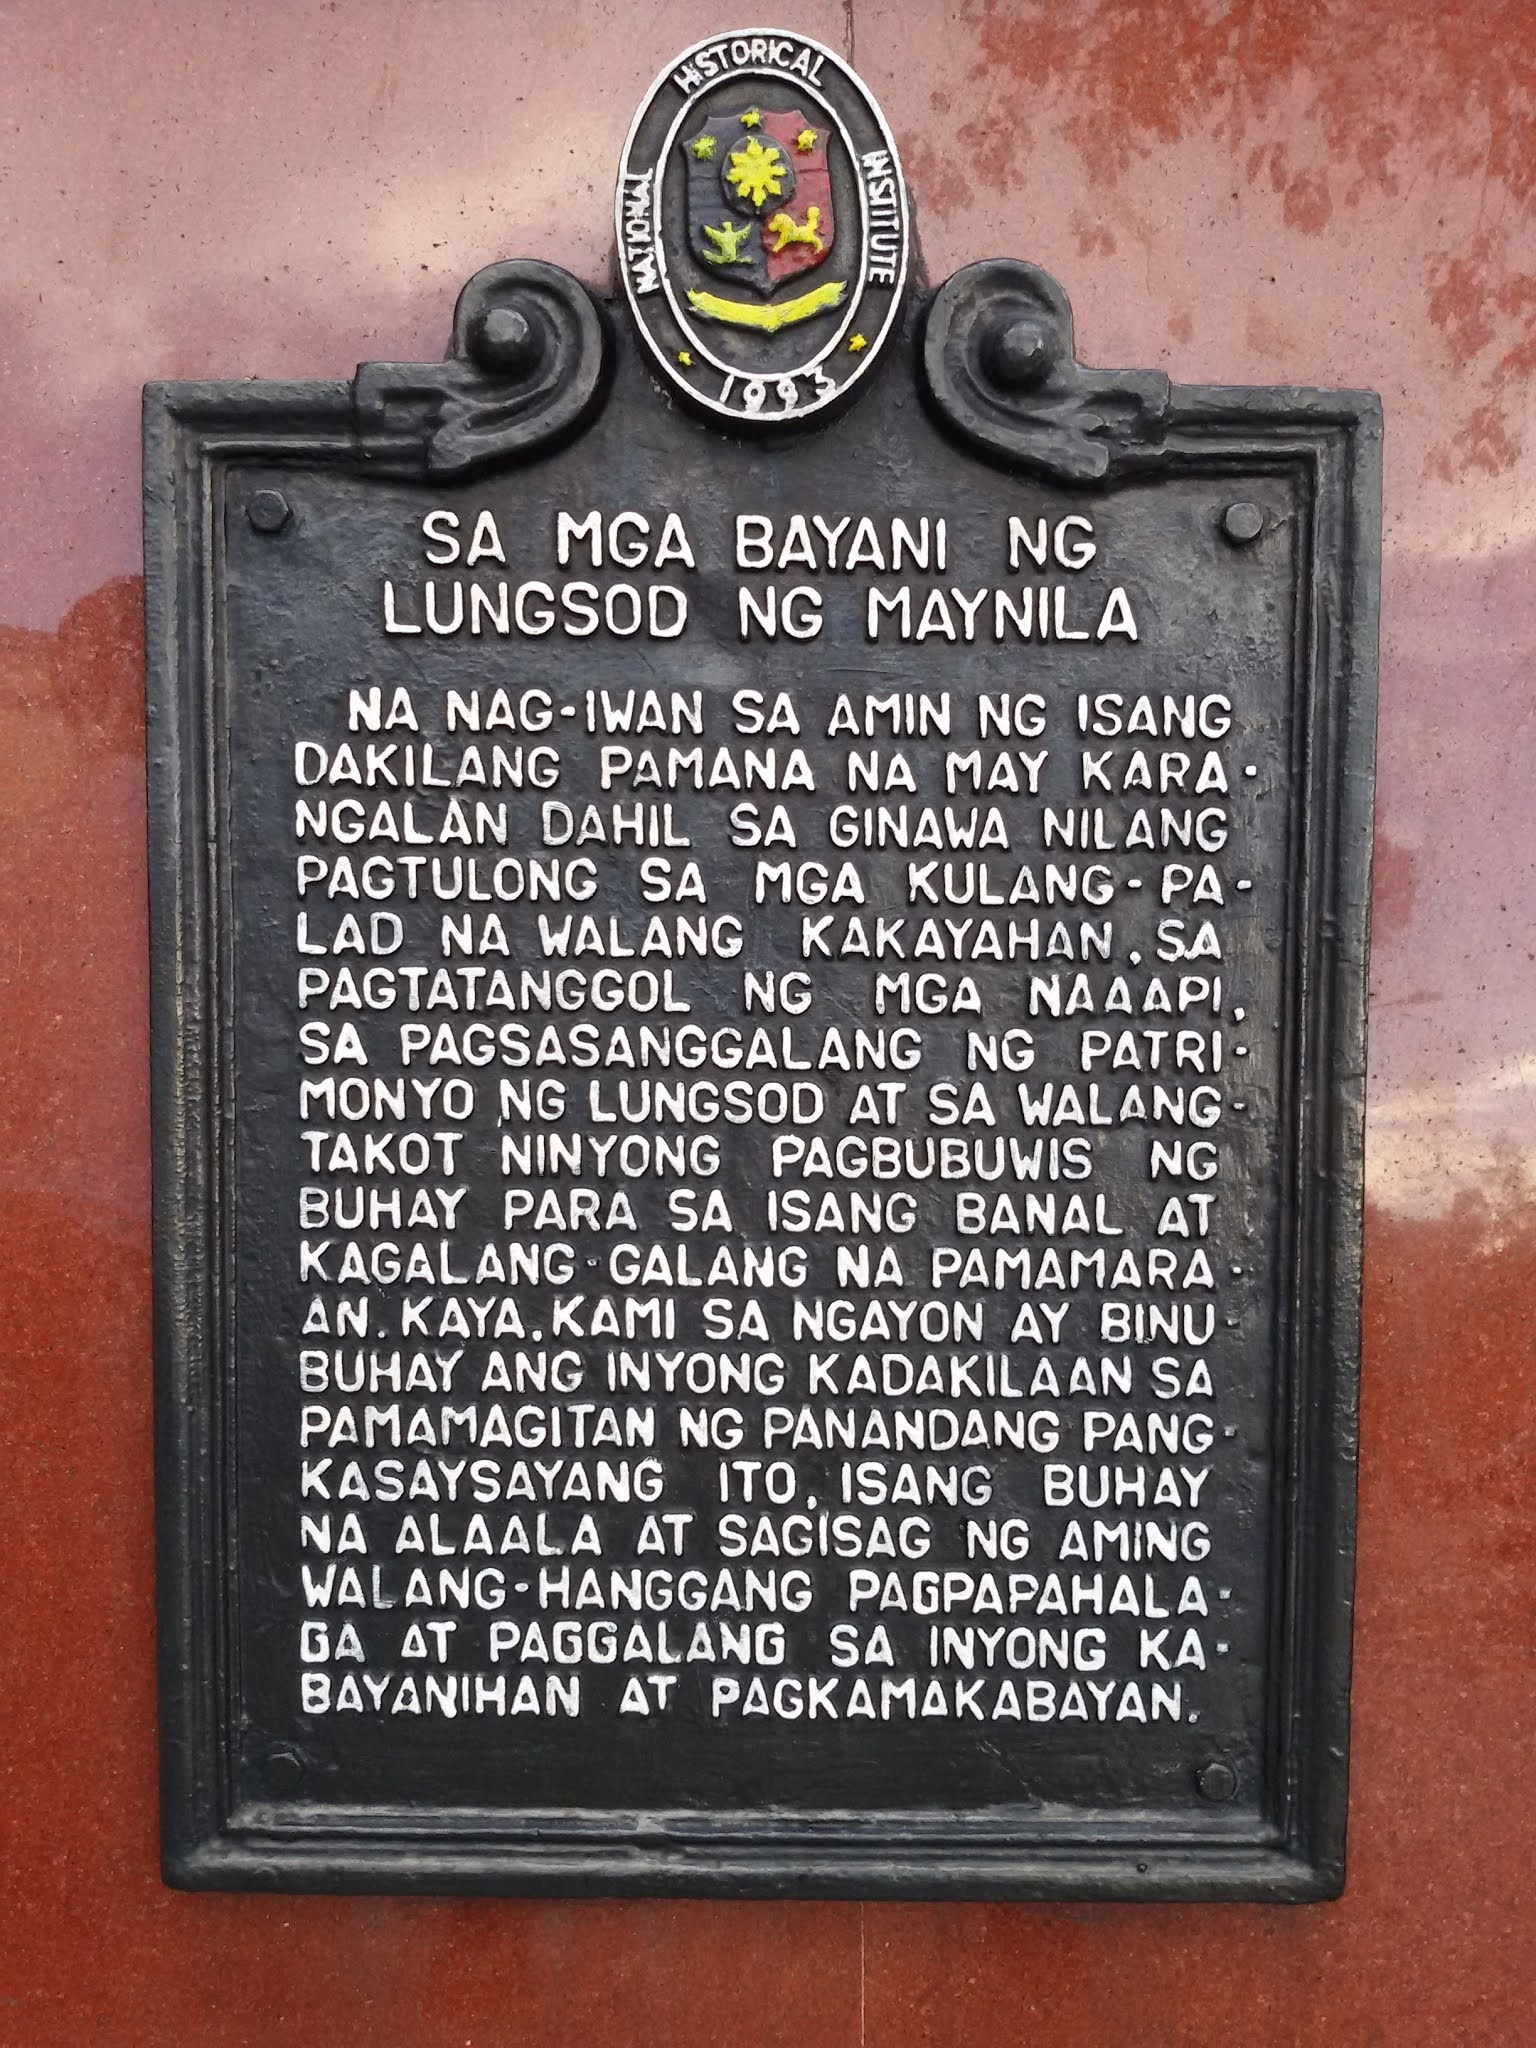 NATIONAL HISTORICAL INSTITUTE
1993
SA MGA BAYANI NG
LUNGSOD NG MAYNILA
NA NAG-IWAN SA AMIN NG ISANG
DAKILANG PAMANA NA MAY KARA-
NGALAN DAHIL SA GINAWA NILANG
PAGTULONG SA MGA KULANG-PA-
LAD NA WALANG KAKAYAHAN, SA
PAGTATANGGOL NG MGA NAAAPI,
SA PAGSASANGGALANG NG PATRI-
MONYO NG LUNGSOD AT SA WALANG-
TAKOT NINYONG PAGBUBUWIS NG
BUHAY PARA SA ISANG BANAL AT
KAGALANG-GALANG NA PAMAMARA-
AN. KAYA, KAMI SA NGAYON AY BINU-
BUHAY ANG INYONG KADAKILAAN SA
PAMAMAGITAN NG PANANDANG PANG-
KASAYSAYANG ITO, ISANG BUHAY
NA ALAALA AT SAGISAG NG AMING
WALANG-HANGGANG PAGPAPAHALA-
GA AT PAGGALANG SA INYONG KA-
BAYANIHAN AT PAGKAMAKABAYAN.